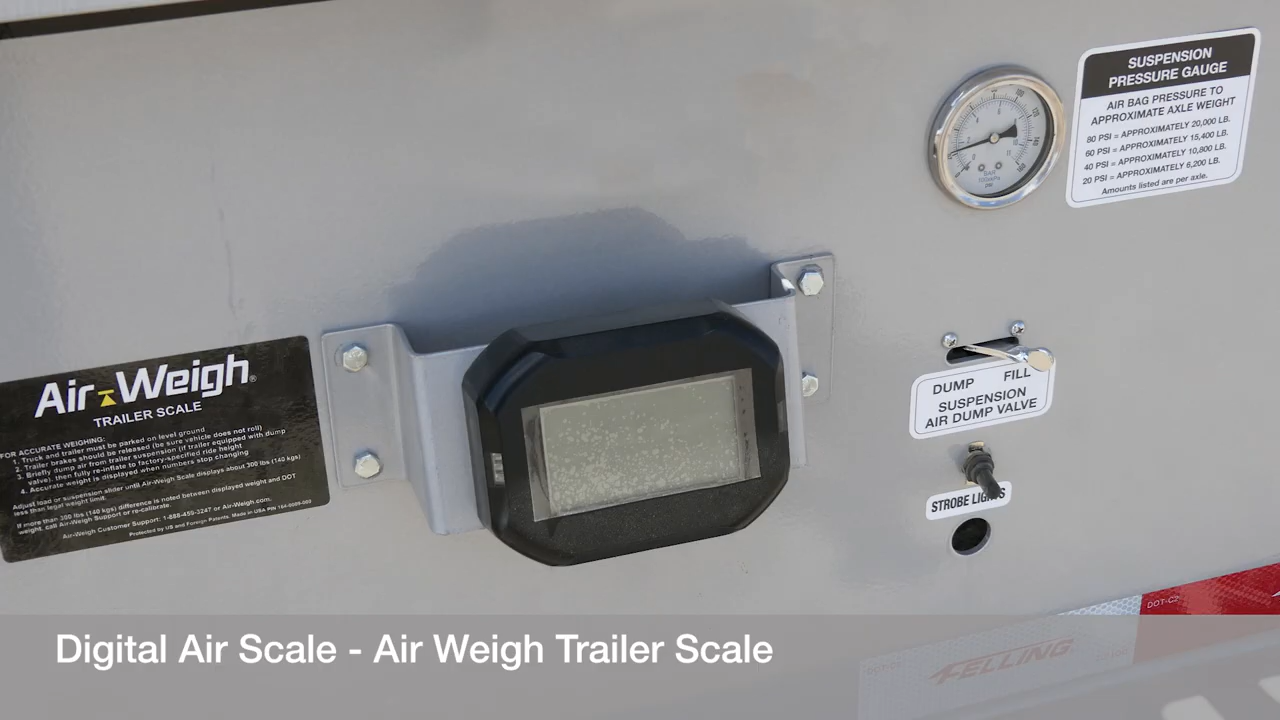 SUSPENSION
PRESSURE GAUGE
AIR BAG PRESSURE TO
APPROXIMATE AXLE WEIGHT
80 PSI = APPROXIMATELY 20,000 LB.
60 PSI = APPROXIMATELY 15,400 LB.
40 PSI = APPROXIMATELY 10,800 LB.
20 PSI = APPROXIMATELY 6,200 LB.
Amounts listed are per axle.
BAR
100xkPa
psi
Air-Weigh®
TRAILER SCALE
FOR ACCURATE WEIGHING:
1. Truck and trailer must be parked on level ground
2. Trailer brakes should be released (be sure vehicle does not roll)
3. Briefly dump air from trailer suspension (if trailer equipped with dump
valve), then fully re-inflate to factory-specified ride height
4. Accurate weight is displayed when numbers stop changing
Adjust load or suspension slider until Air-Weigh Scale displays about 300 lbs (140 kgs)
less than legal weight limit.
If more than 300 lbs (140 kgs) difference is noted between displayed weight and DOT
weight, call Air-Weigh Support or re-calibrate.
Air-Weigh Customer Support: 1-888-459-3247 or Air-Weigh.com.
Protected by US and Foreign Patents. Made in USA
DUMP FILL
SUSPENSION
AIR DUMP VALVE
STROBE LIGHTS
DOT-C2
FELLING
Digital Air Scale - Air Weigh Trailer Scale